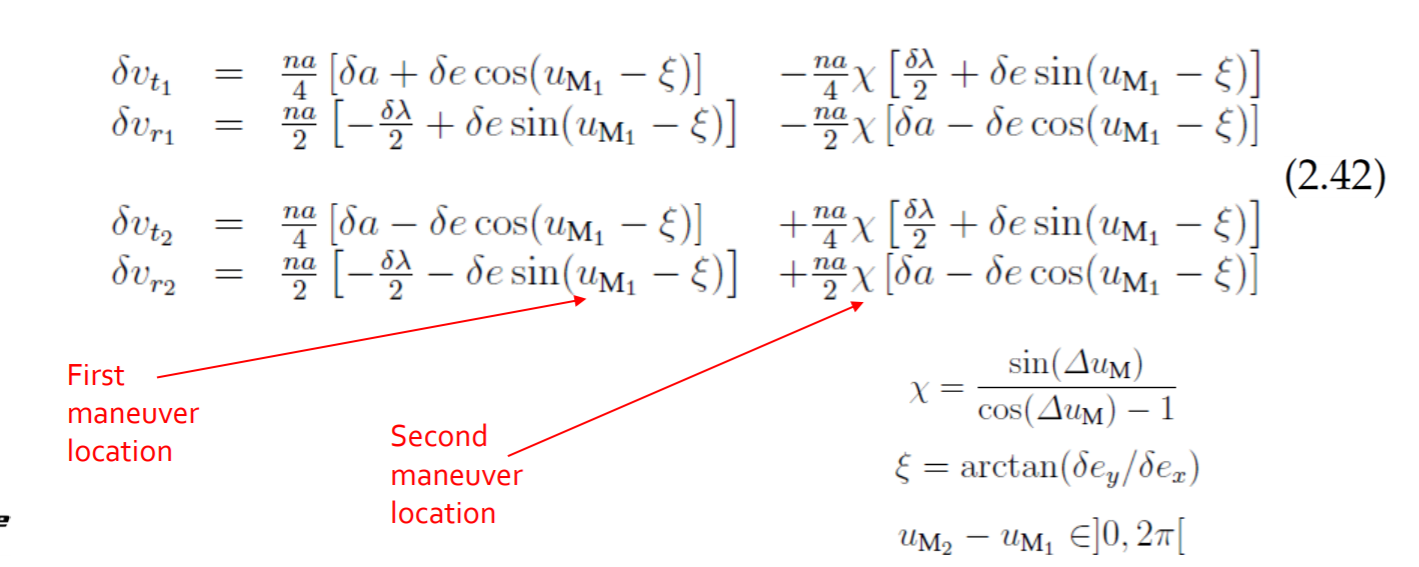 δv_{t_1} = \frac{na}{4} [δa + δe cos(u_{M_1} − ξ)] −\frac{na}{4}χ [\frac{δλ}{2} + δe sin(u_{M_1} − ξ)]
δv_{r_1} = \frac{na}{2} [−\frac{δλ}{2} + δe sin(u_{M_1} − ξ)] −\frac{na}{2}χ [δa − δe cos(u_{M_1} − ξ)]
(2.42)
δv_{t_2} = \frac{na}{4} [δa − δe cos(u_{M_1} − ξ)] +\frac{na}{4}χ [\frac{δλ}{2} + δe sin(u_{M_1} − ξ)]
δv_{r_2} = \frac{na}{2} [−\frac{δλ}{2} − δe sin(u_{M_1} − ξ)] +\frac{na}{2}χ [δa − δe cos(u_{M_1} − ξ)]
First
maneuver
location
Second
maneuver
location
χ = \frac{sin(Δu_M)}{cos(Δu_M) − 1}
ξ = arctan(δe_y/δe_x)
u_{M_2} − u_{M_1} ∈]0, 2π[
e